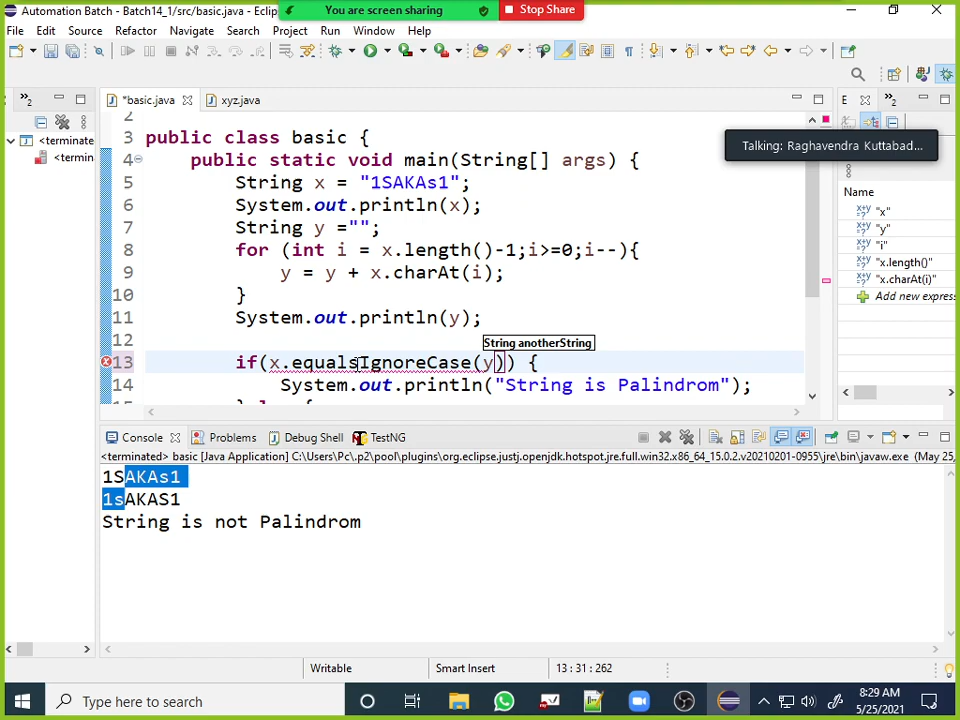 Automation Batch - Batch14_1/src/basic.java - Eclip
You are screen sharing
Stop Share
File Edit Source Refactor Navigate Search Project Run Window Help
*basic.java
xyz.java
E
Talking: Raghavendra Kuttabad...
<terminate
<termin
2
3 public class basic {
4 public static void main(String[] args) {
5 String x = "1SAKAs1";
6 System.out.println(x);
7 String y ="";
8 for (int i = x.length()-1;i>=0;i--){
9 y = y + x.charAt(i);
10 }
11 System.out.println(y);
12
String anotherString
13 if(x.equalsIgnoreCase(y)) {
14 System.out.println("String is Palindrom");
Name
"x"
"y"
"i"
"x.length()"
"x.charAt(i)"
Add new expres
Console Problems Debug Shell TestNG
<terminated> basic [Java Application] C:\Users\Pc\.p2\pool\plugins\org.eclipse.justj.openjdk.hotspot.jre.full.win32.x86_64_15.0.2.v20210201-0955\jre\bin\javaw.exe (May 25,
1SAKAs1
1sAKAS1
String is not Palindrom
Writable Smart Insert 13 : 31 : 262
Type here to search
8:29 AM
5/25/2021